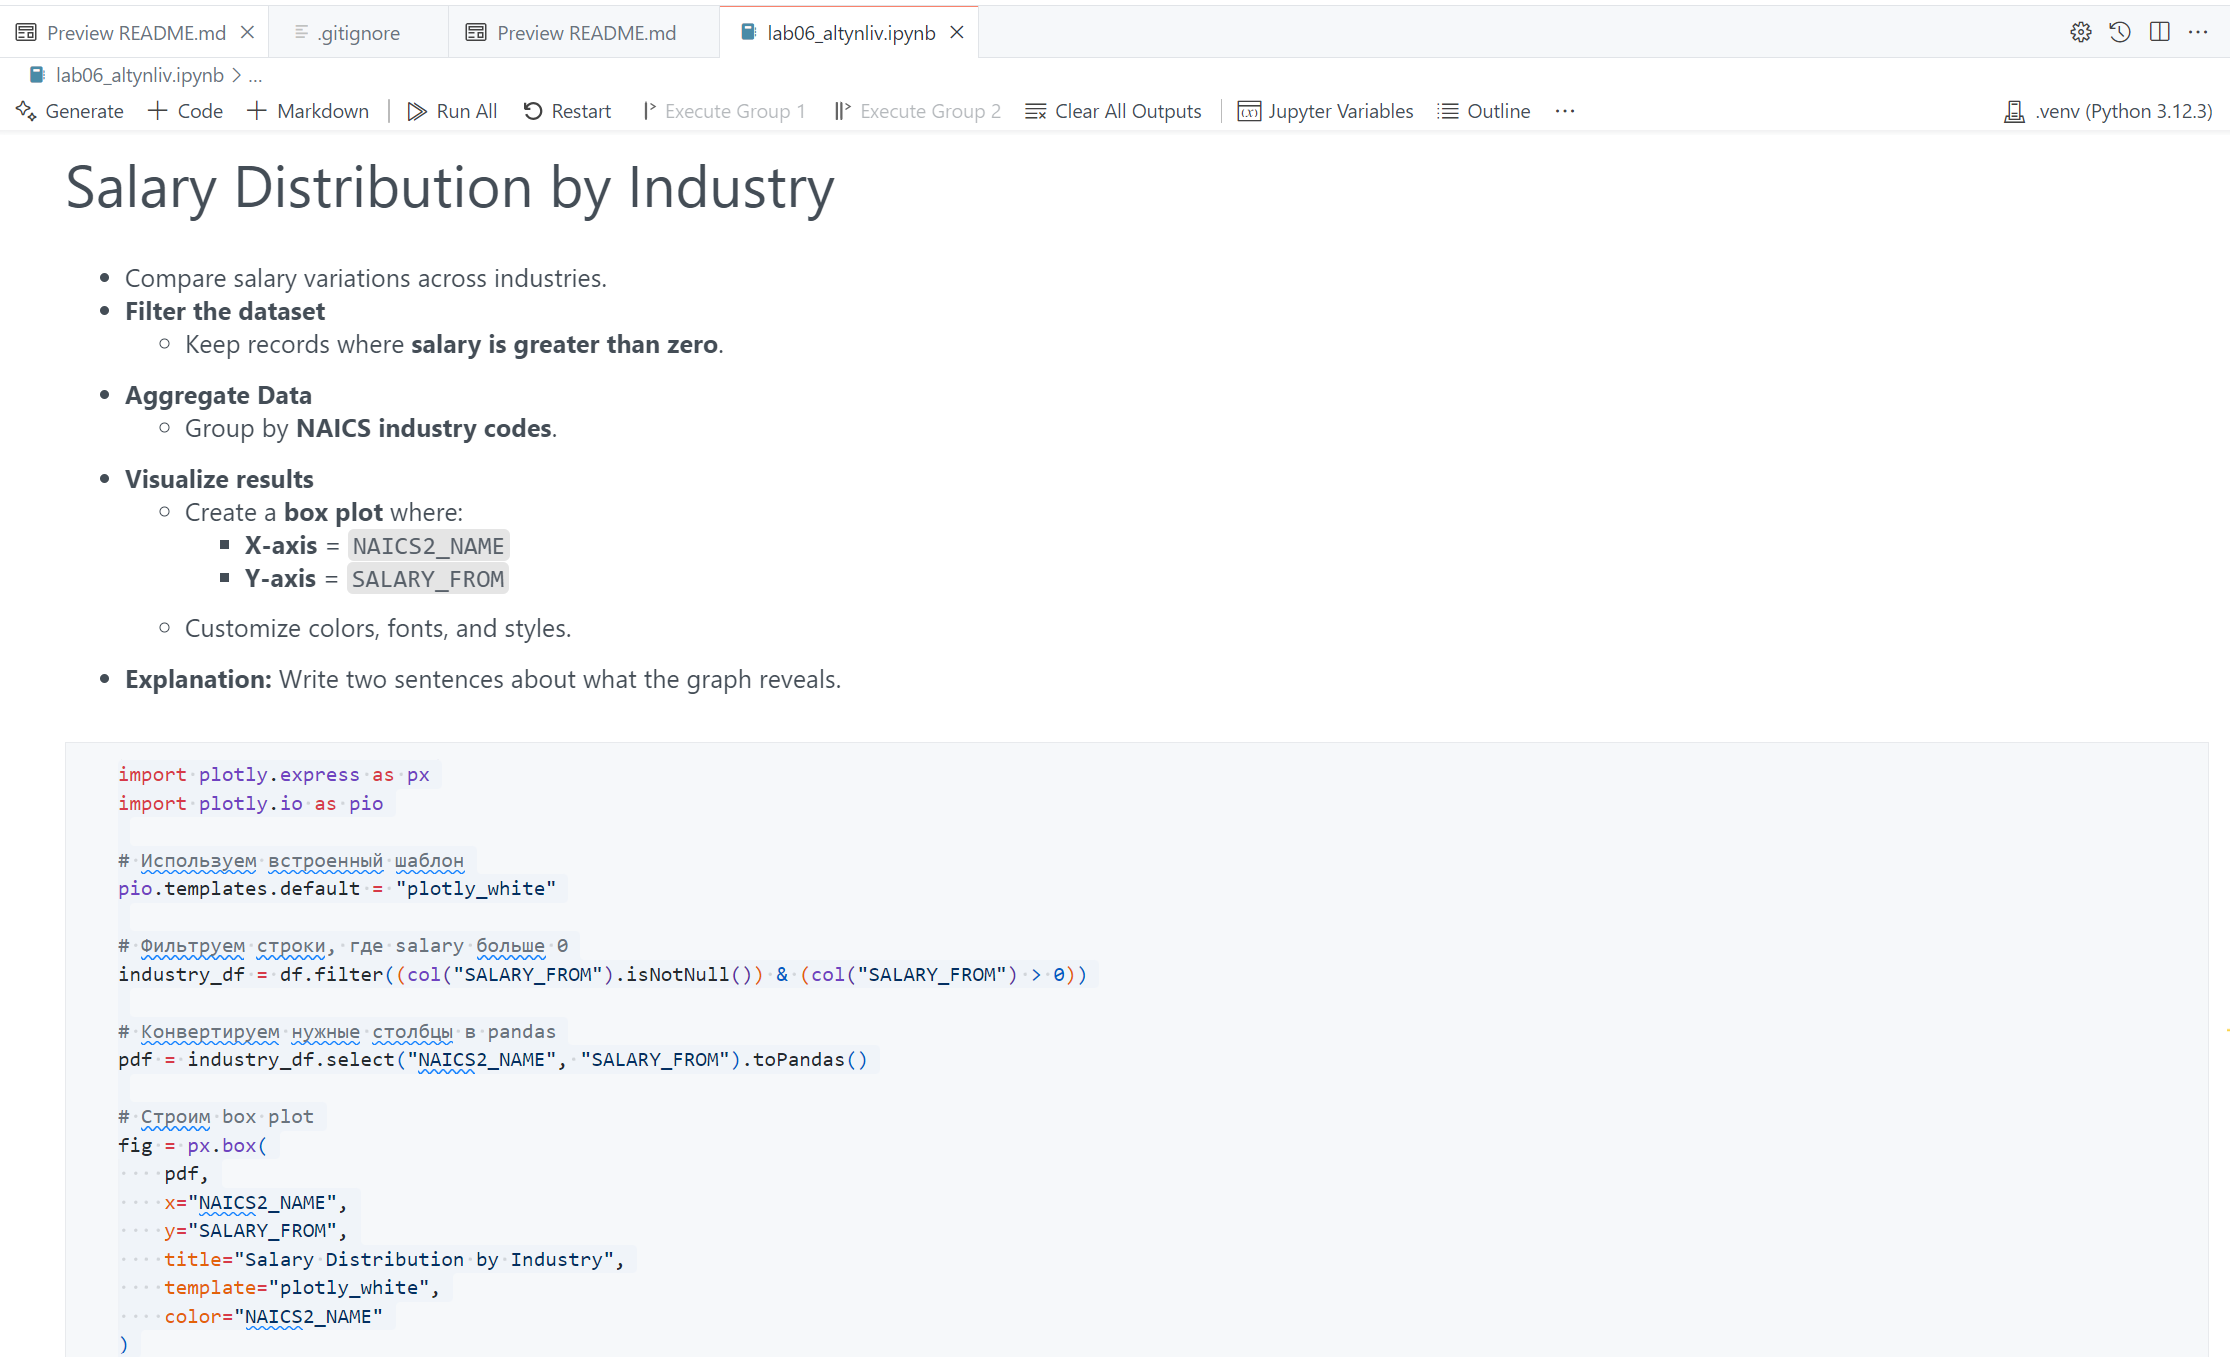 Preview README.md
.gitignore
Preview README.md
lab06_altynliv.ipynb
lab06_altynliv.ipynb > ...
Generate + Code + Markdown | Run All Restart Execute Group 1 Execute Group 2 Clear All Outputs | Jupyter Variables Outline ... .venv (Python 3.12.3)
Salary Distribution by Industry
• Compare salary variations across industries.
• Filter the dataset
○ Keep records where salary is greater than zero.
• Aggregate Data
○ Group by NAICS industry codes.
• Visualize results
○ Create a box plot where:
▪ X-axis = NAICS2_NAME
▪ Y-axis = SALARY_FROM
○ Customize colors, fonts, and styles.
• Explanation: Write two sentences about what the graph reveals.
import plotly.express as px
import plotly.io as pio
# Используем встроенный шаблон
pio.templates.default = "plotly_white"
# Фильтруем строки, где salary больше 0
industry_df = df.filter((col("SALARY_FROM").isNotNull()) & (col("SALARY_FROM") > 0))
# Конвертируем нужные столбцы в pandas
pdf = industry_df.select("NAICS2_NAME", "SALARY_FROM").toPandas()
# Строим box plot
fig = px.box(
    pdf,
    x="NAICS2_NAME",
    y="SALARY_FROM",
    title="Salary Distribution by Industry",
    template="plotly_white",
    color="NAICS2_NAME"
)